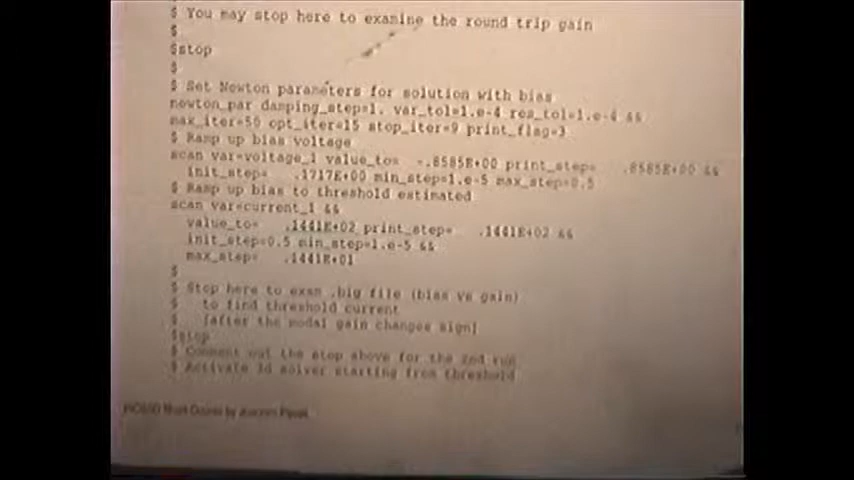 $ You may stop here to examine the round trip gain
$
$stop
$
$ Set Newton parameters for solution with bias
newton_par damping_step=1. var_tol=1.e-4 res_tol=1.e-4 &&
max_iter=50 opt_iter=15 stop_iter=9 print_flag=3
$ Ramp up bias voltage
scan var=voltage_1 value_to= -.8585E+00 print_step= .8585E+00 &&
init_step= .1717E+00 min_step=1.e-5 max_step=0.5
$ Ramp up bias to threshold estimated
scan var=current_1 &&
value_to= .1441E+02 print_step= .1441E+02 &&
init_step=0.5 min_step=1.e-5 &&
max_step= .1441E+01
$
$ Stop here to exam .big file (bias vs gain)
$ to find threshold current
$ [after the modal gain changes sign]
$stop
$ Comment out the stop above for the 2nd run
$ Activate 3d solver starting from threshold
Short Course by Joachim Piprek